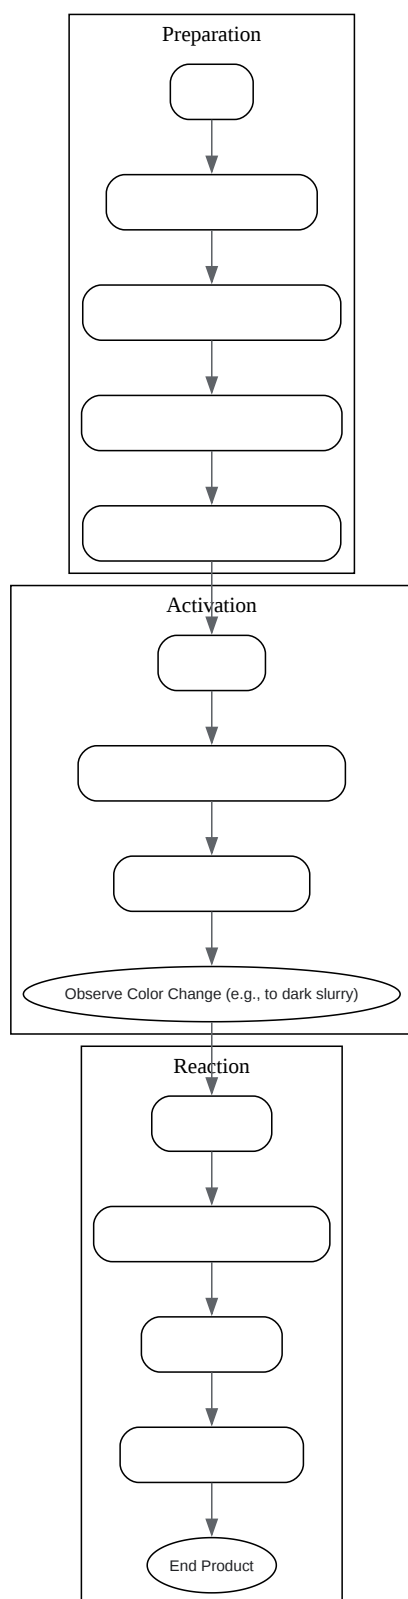 Preparation
Activation
Observe Color Change (e.g., to dark slurry)
Reaction
End Product